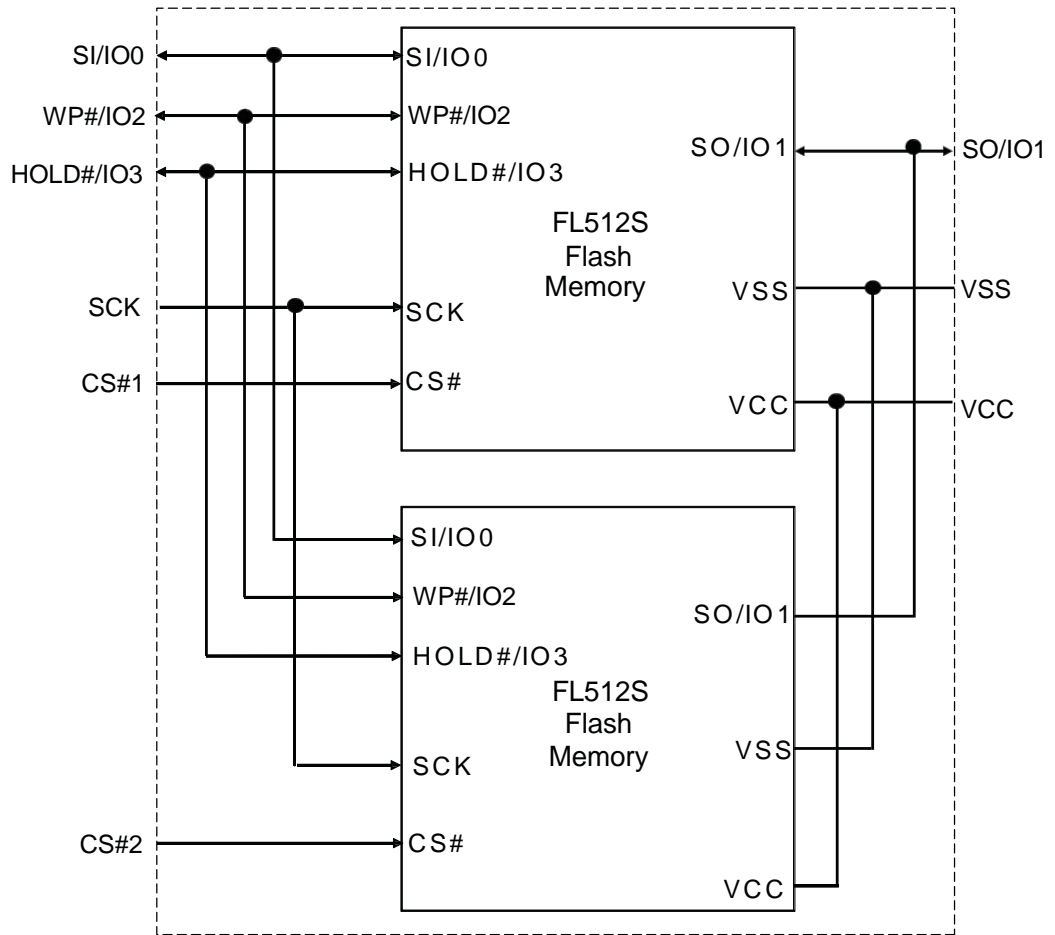 SI/IO0
WP#/IO2
HOLD#/IO3
SCK
CS#1
CS#2
SI/IO0
WP#/IO2
HOLD#/IO3
SCK
CS#
FL512S
Flash
Memory
SO/IO1
VSS
VCC
SI/IO0
WP#/IO2
HOLD#/IO3
SCK
CS#
FL512S
Flash
Memory
SO/IO1
VSS
VCC
SO/IO1
VSS
VCC